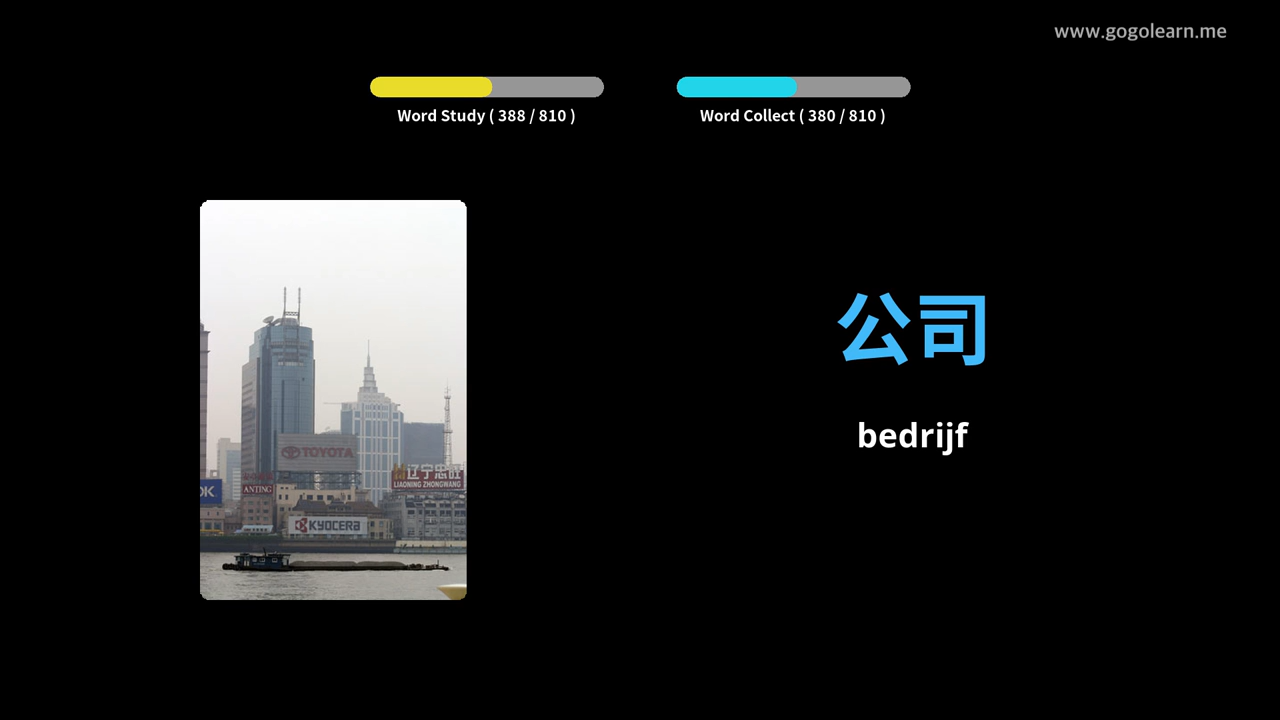 www.gogolearn.me
Word Study ( 388 / 810 )
Word Collect ( 380 / 810 )
公司
bedrijf
TOYOTA
辽宁忠旺
LIAONING ZHONGWANG
OK
ANTING
KYOCERA